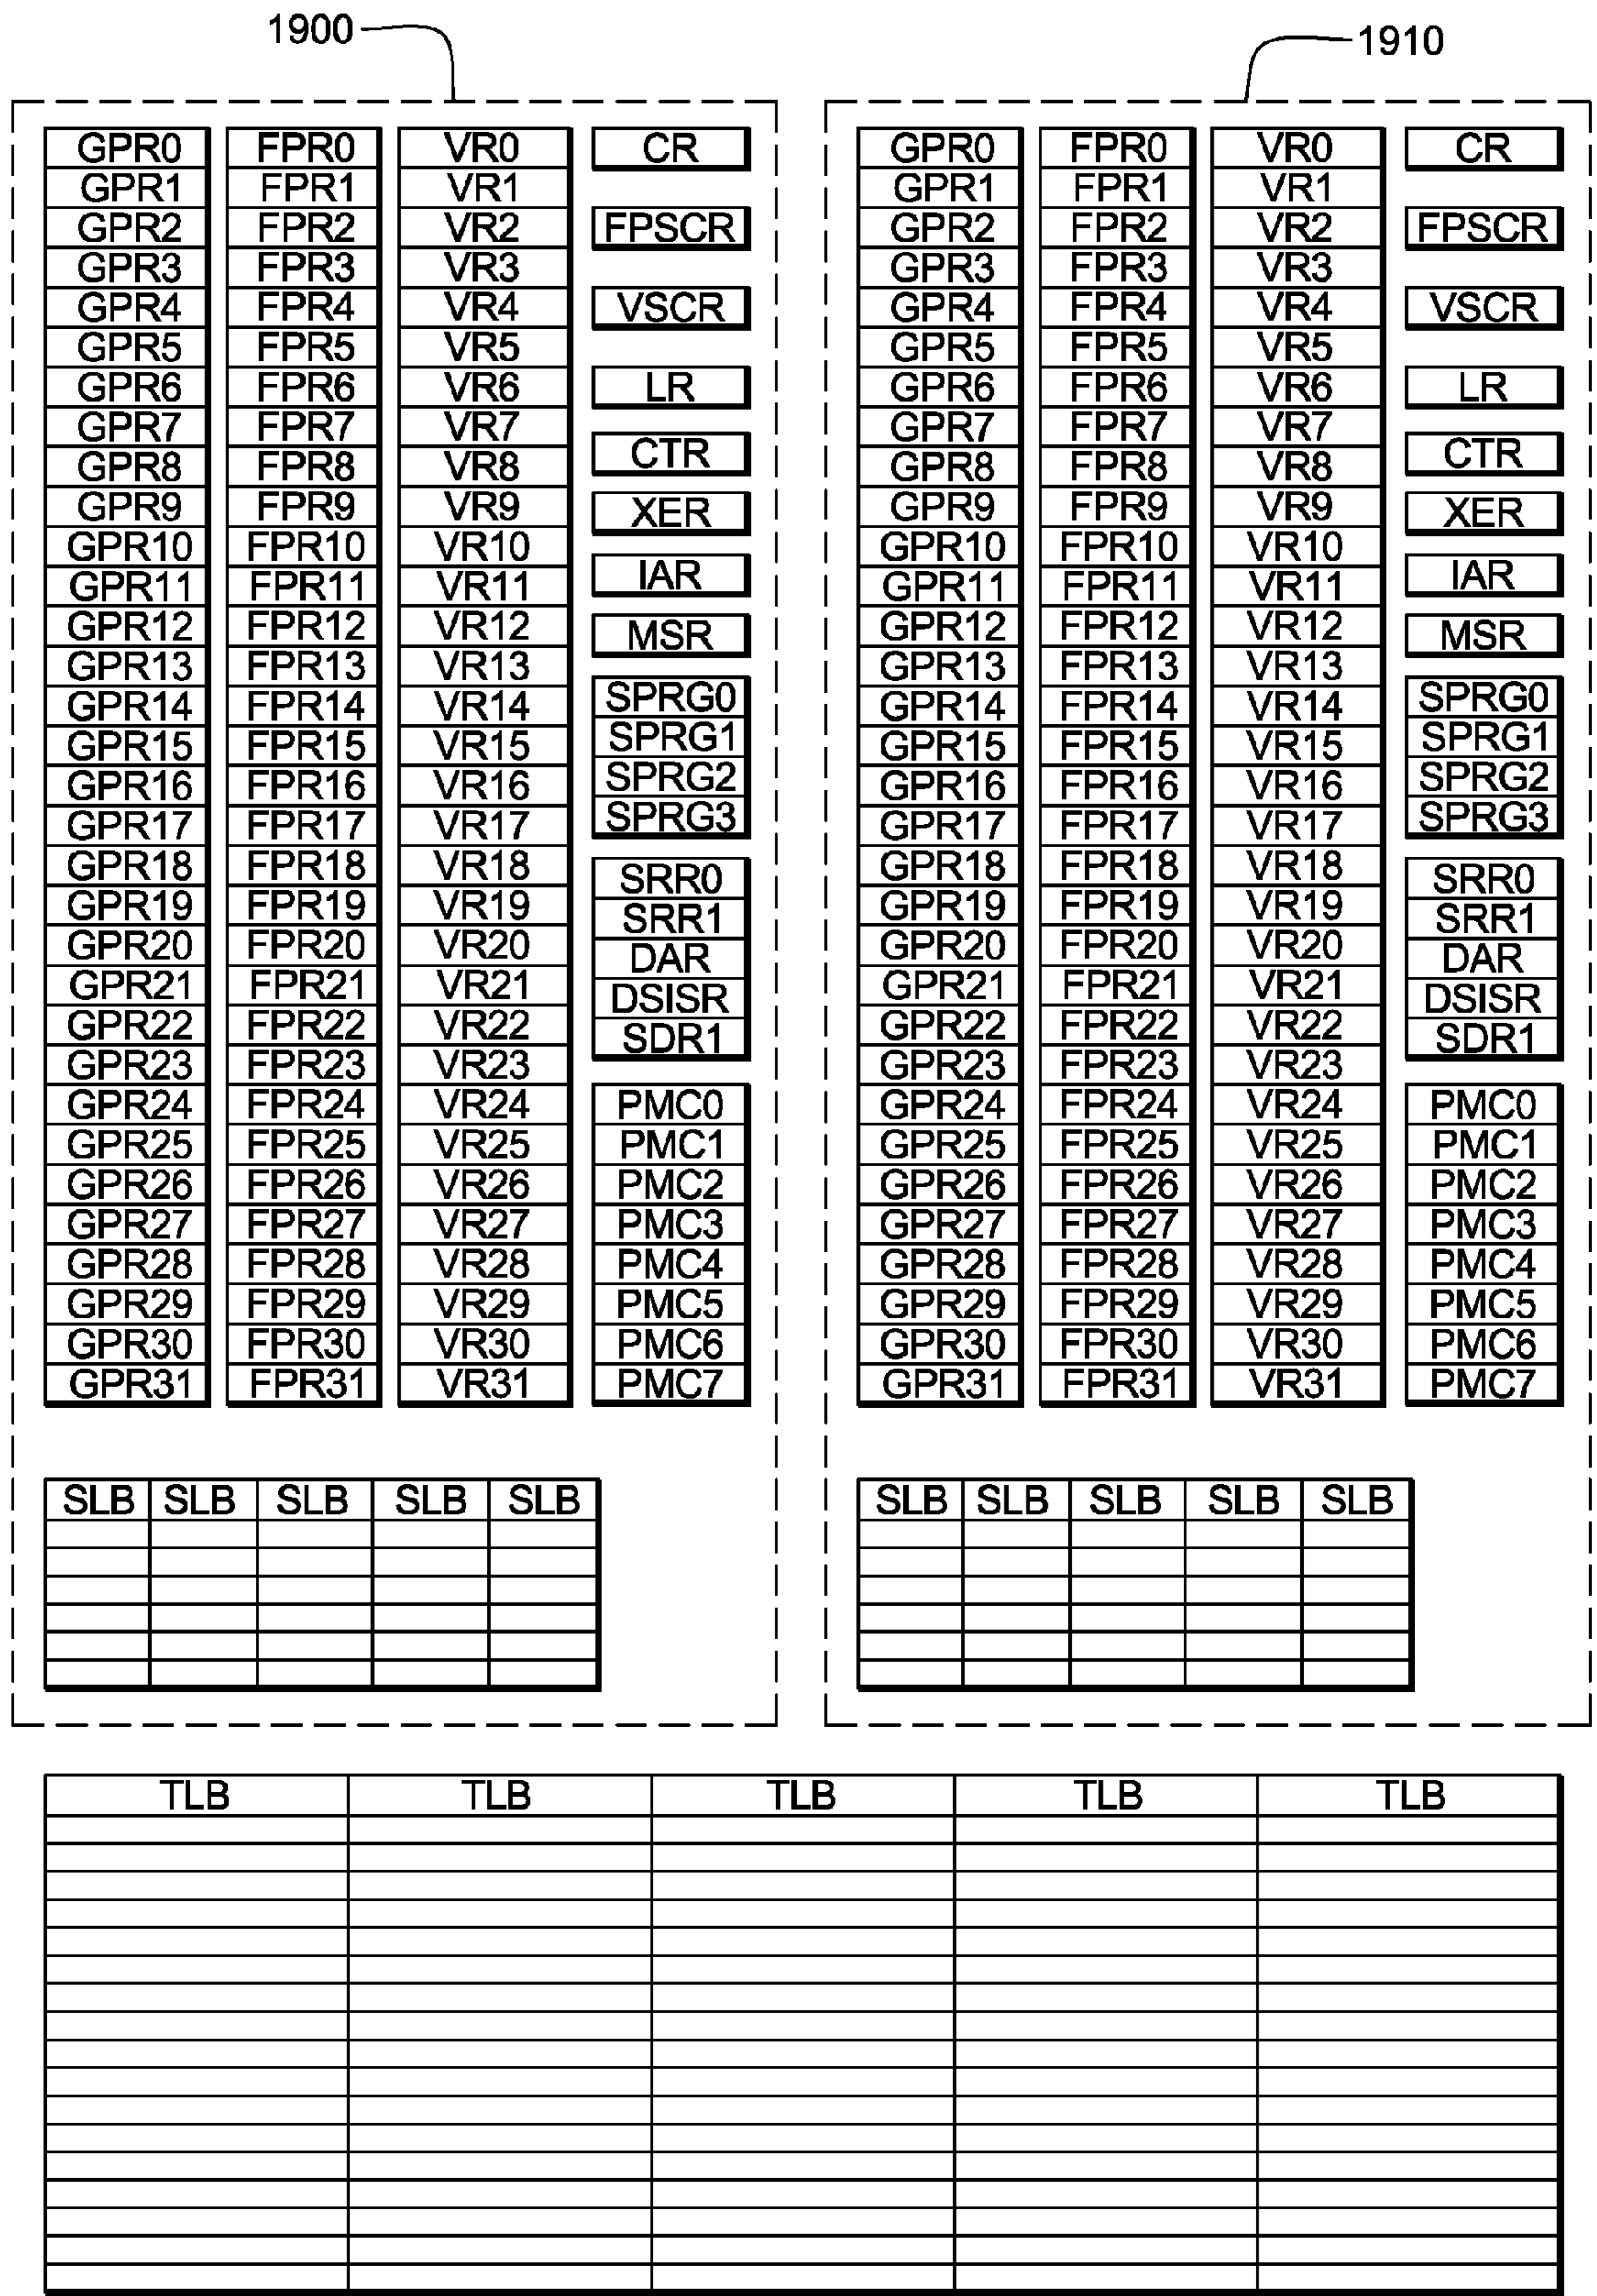 1900
1910
GPR0 FPR0 VR0 CR
GPR1 FPR1 VR1
GPR2 FPR2 VR2 FPSCR
GPR3 FPR3 VR3
GPR4 FPR4 VR4 VSCR
GPR5 FPR5 VR5
GPR6 FPR6 VR6 LR
GPR7 FPR7 VR7
GPR8 FPR8 VR8 CTR
GPR9 FPR9 VR9 XER
GPR10 FPR10 VR10
GPR11 FPR11 VR11 IAR
GPR12 FPR12 VR12 MSR
GPR13 FPR13 VR13
GPR14 FPR14 VR14 SPRG0
GPR15 FPR15 VR15 SPRG1
GPR16 FPR16 VR16 SPRG2
GPR17 FPR17 VR17 SPRG3
GPR18 FPR18 VR18 SRR0
GPR19 FPR19 VR19 SRR1
GPR20 FPR20 VR20 DAR
GPR21 FPR21 VR21 DSISR
GPR22 FPR22 VR22 SDR1
GPR23 FPR23 VR23
GPR24 FPR24 VR24 PMC0
GPR25 FPR25 VR25 PMC1
GPR26 FPR26 VR26 PMC2
GPR27 FPR27 VR27 PMC3
GPR28 FPR28 VR28 PMC4
GPR29 FPR29 VR29 PMC5
GPR30 FPR30 VR30 PMC6
GPR31 FPR31 VR31 PMC7
SLB SLB SLB SLB SLB
GPR0 FPR0 VR0 CR
GPR1 FPR1 VR1
GPR2 FPR2 VR2 FPSCR
GPR3 FPR3 VR3
GPR4 FPR4 VR4 VSCR
GPR5 FPR5 VR5
GPR6 FPR6 VR6 LR
GPR7 FPR7 VR7
GPR8 FPR8 VR8 CTR
GPR9 FPR9 VR9 XER
GPR10 FPR10 VR10
GPR11 FPR11 VR11 IAR
GPR12 FPR12 VR12 MSR
GPR13 FPR13 VR13
GPR14 FPR14 VR14 SPRG0
GPR15 FPR15 VR15 SPRG1
GPR16 FPR16 VR16 SPRG2
GPR17 FPR17 VR17 SPRG3
GPR18 FPR18 VR18 SRR0
GPR19 FPR19 VR19 SRR1
GPR20 FPR20 VR20 DAR
GPR21 FPR21 VR21 DSISR
GPR22 FPR22 VR22 SDR1
GPR23 FPR23 VR23
GPR24 FPR24 VR24 PMC0
GPR25 FPR25 VR25 PMC1
GPR26 FPR26 VR26 PMC2
GPR27 FPR27 VR27 PMC3
GPR28 FPR28 VR28 PMC4
GPR29 FPR29 VR29 PMC5
GPR30 FPR30 VR30 PMC6
GPR31 FPR31 VR31 PMC7
SLB SLB SLB SLB SLB
TLB TLB TLB TLB TLB